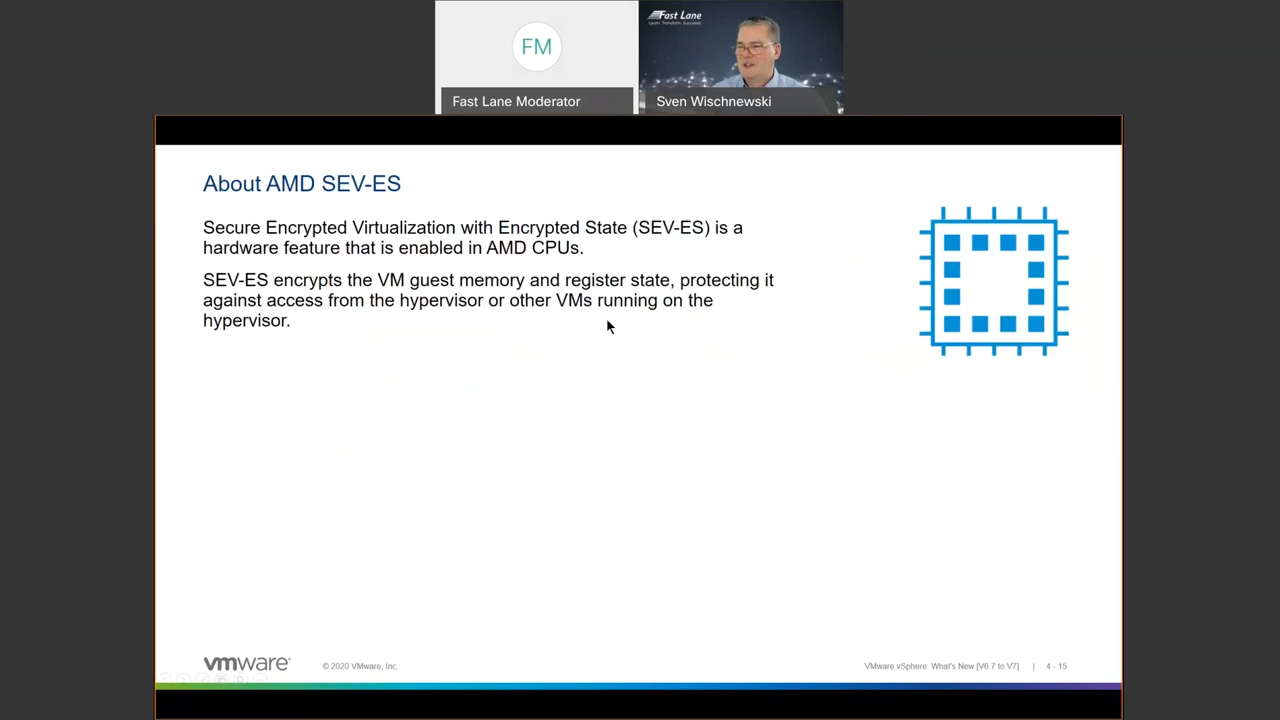 Fast Lane
Learn. Transform. Succeed.
FM
Fast Lane Moderator
Sven Wischnewski
About AMD SEV-ES
Secure Encrypted Virtualization with Encrypted State (SEV-ES) is a
hardware feature that is enabled in AMD CPUs.
SEV-ES encrypts the VM guest memory and register state, protecting it
against access from the hypervisor or other VMs running on the
hypervisor.
vmware®
© 2020 VMware, Inc.
VMware vSphere: What's New [V6.7 to V7] | 4 - 15